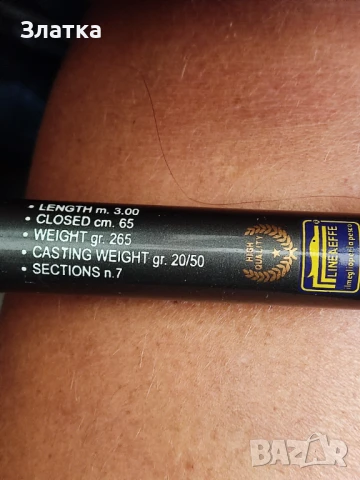 Златка
• LENGTH m. 3.00
• CLOSED cm. 65
• WEIGHT gr. 265
• CASTING WEIGHT gr. 20/50
• SECTIONS n.7
HIGH
QUALITY
LINEAEFFE
BAZAR